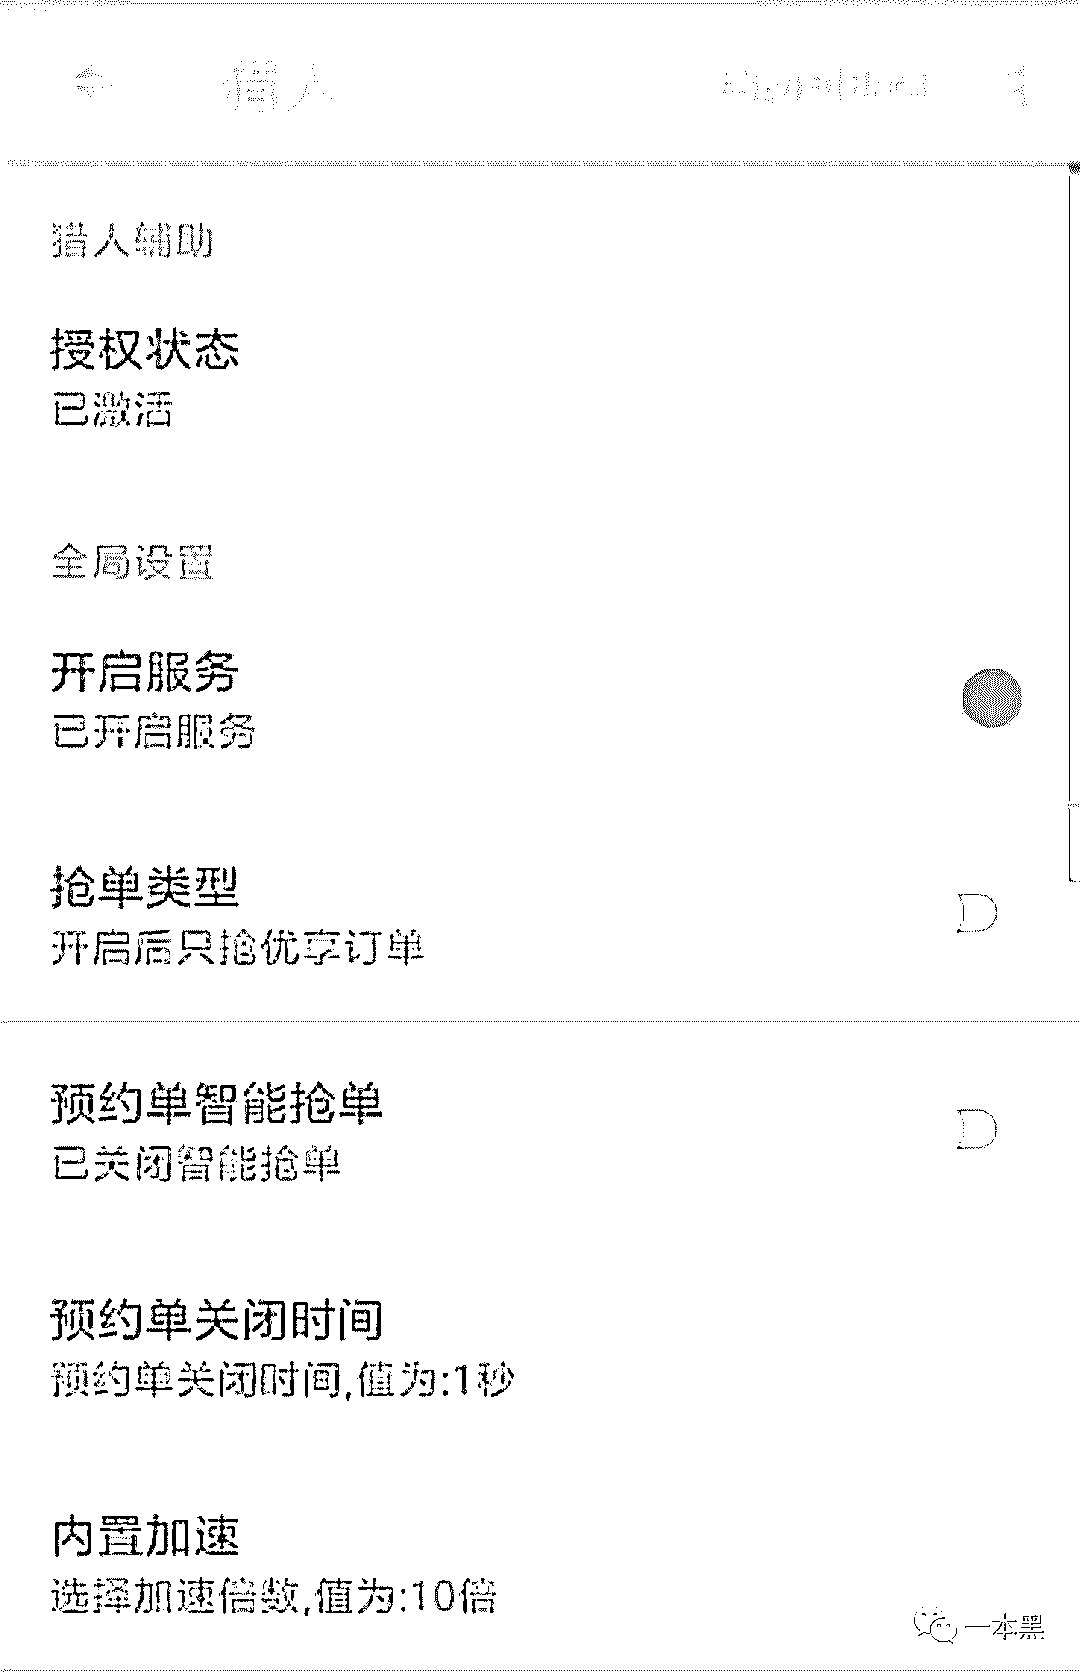 猎人
猎人辅助
授权状态
已激活
全局设置
开启服务
已开启服务
抢单类型
开启后只抢优享订单
预约单智能抢单
已关闭智能抢单
预约单关闭时间
预约单关闭时间,值为:1秒
内置加速
选择加速倍数,值为:10倍
一本黑